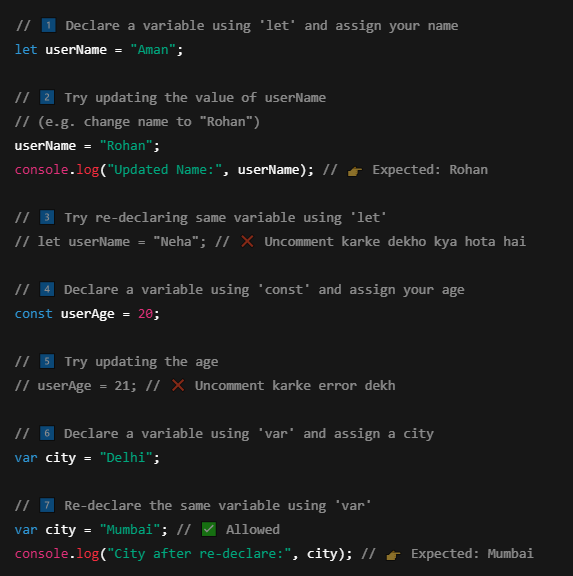 // 1️⃣ Declare a variable using 'let' and assign your name
let userName = "Aman";
// 2️⃣ Try updating the value of userName
// (e.g. change name to "Rohan")
userName = "Rohan";
console.log("Updated Name:", userName); // 👉 Expected: Rohan
// 3️⃣ Try re-declaring same variable using 'let'
// let userName = "Neha"; // ❌ Uncomment karke dekho kya hota hai
// 4️⃣ Declare a variable using 'const' and assign your age
const userAge = 20;
// 5️⃣ Try updating the age
// userAge = 21; // ❌ Uncomment karke error dekh
// 6️⃣ Declare a variable using 'var' and assign a city
var city = "Delhi";
// 7️⃣ Re-declare the same variable using 'var'
var city = "Mumbai"; // ✅ Allowed
console.log("City after re-declare:", city); // 👉 Expected: Mumbai